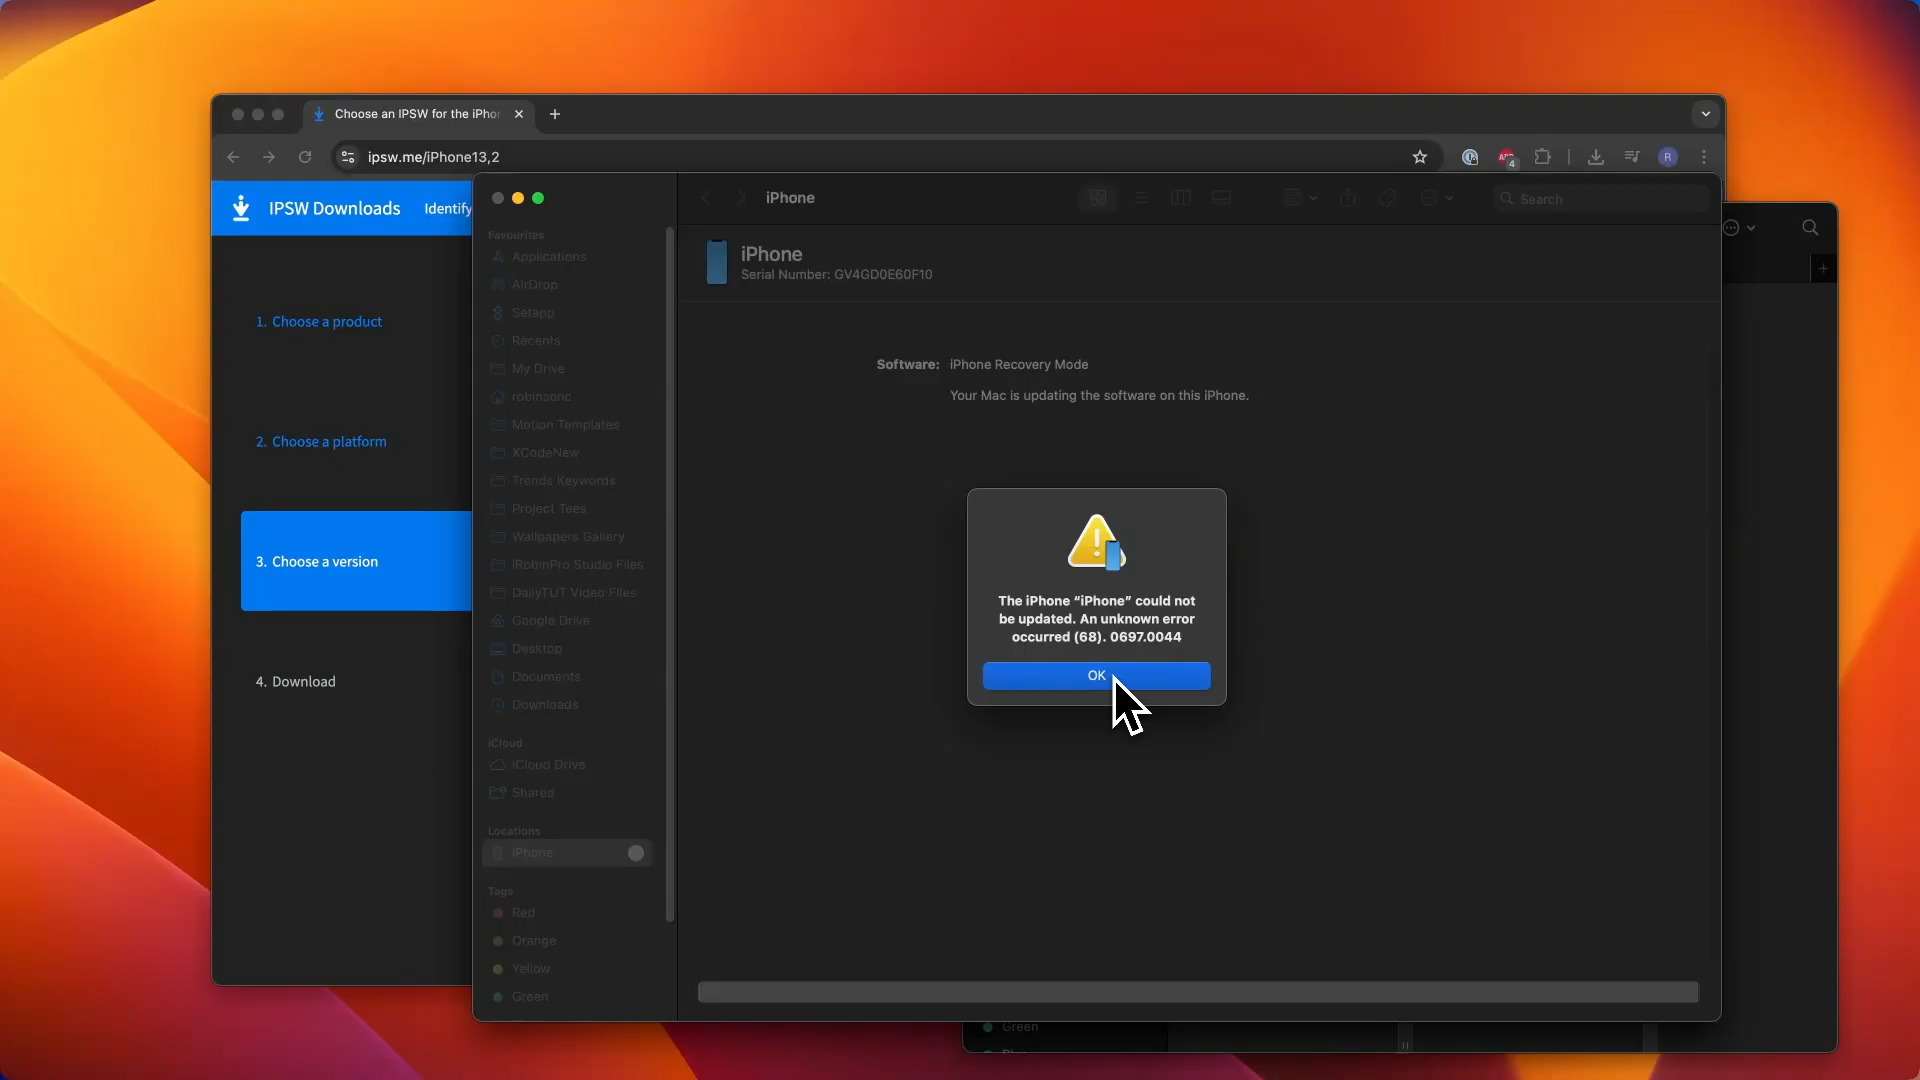 Choose an IPSW for the iPhon
ipsw.me/iPhone13,2
4
R
IPSW Downloads
Identify
1. Choose a product
2. Choose a platform
3. Choose a version
4. Download
iPhone
Search
Favourites
Applications
AirDrop
Setapp
Recents
My Drive
robinsonc
Motion Templates
XCodeNew
Trends Keywords
Project Tees
Wallpapers Gallery
iRobinPro Studio Files
DailyTUT Video Files
Google Drive
Desktop
Documents
Downloads
iCloud
iCloud Drive
Shared
Locations
iPhone
Tags
Red
Orange
Yellow
Green
iPhone
Serial Number: GV4GD0E60F10
Software: iPhone Recovery Mode
Your Mac is updating the software on this iPhone.
The iPhone “iPhone” could not
be updated. An unknown error
occurred (68). 0697.0044
OK
Green